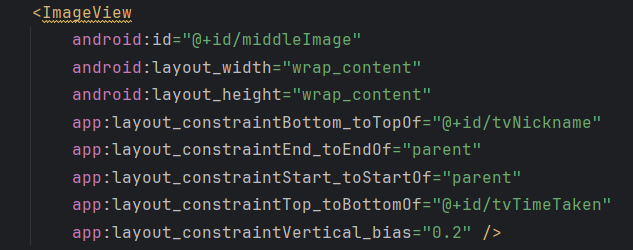 <ImageView
android:id="@+id/middleImage"
android:layout_width="wrap_content"
android:layout_height="wrap_content"
app:layout_constraintBottom_toTopOf="@+id/tvNickname"
app:layout_constraintEnd_toEndOf="parent"
app:layout_constraintStart_toStartOf="parent"
app:layout_constraintTop_toBottomOf="@+id/tvTimeTaken"
app:layout_constraintVertical_bias="0.2" />